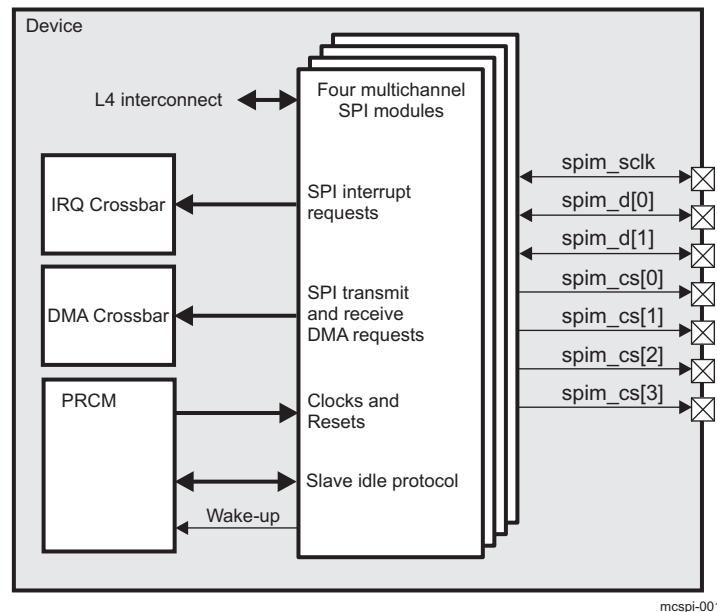 Device
Four multichannel
SPI modules
L4 interconnect
IRQ Crossbar
SPI interrupt
requests
DMA Crossbar
SPI transmit
and receive
DMA requests
PRCM
Clocks and
Resets
Slave idle protocol
Wake-up
spim_sclk
spim_d[0]
spim_d[1]
spim_cs[0]
spim_cs[1]
spim_cs[2]
spim_cs[3]
mcspi-001